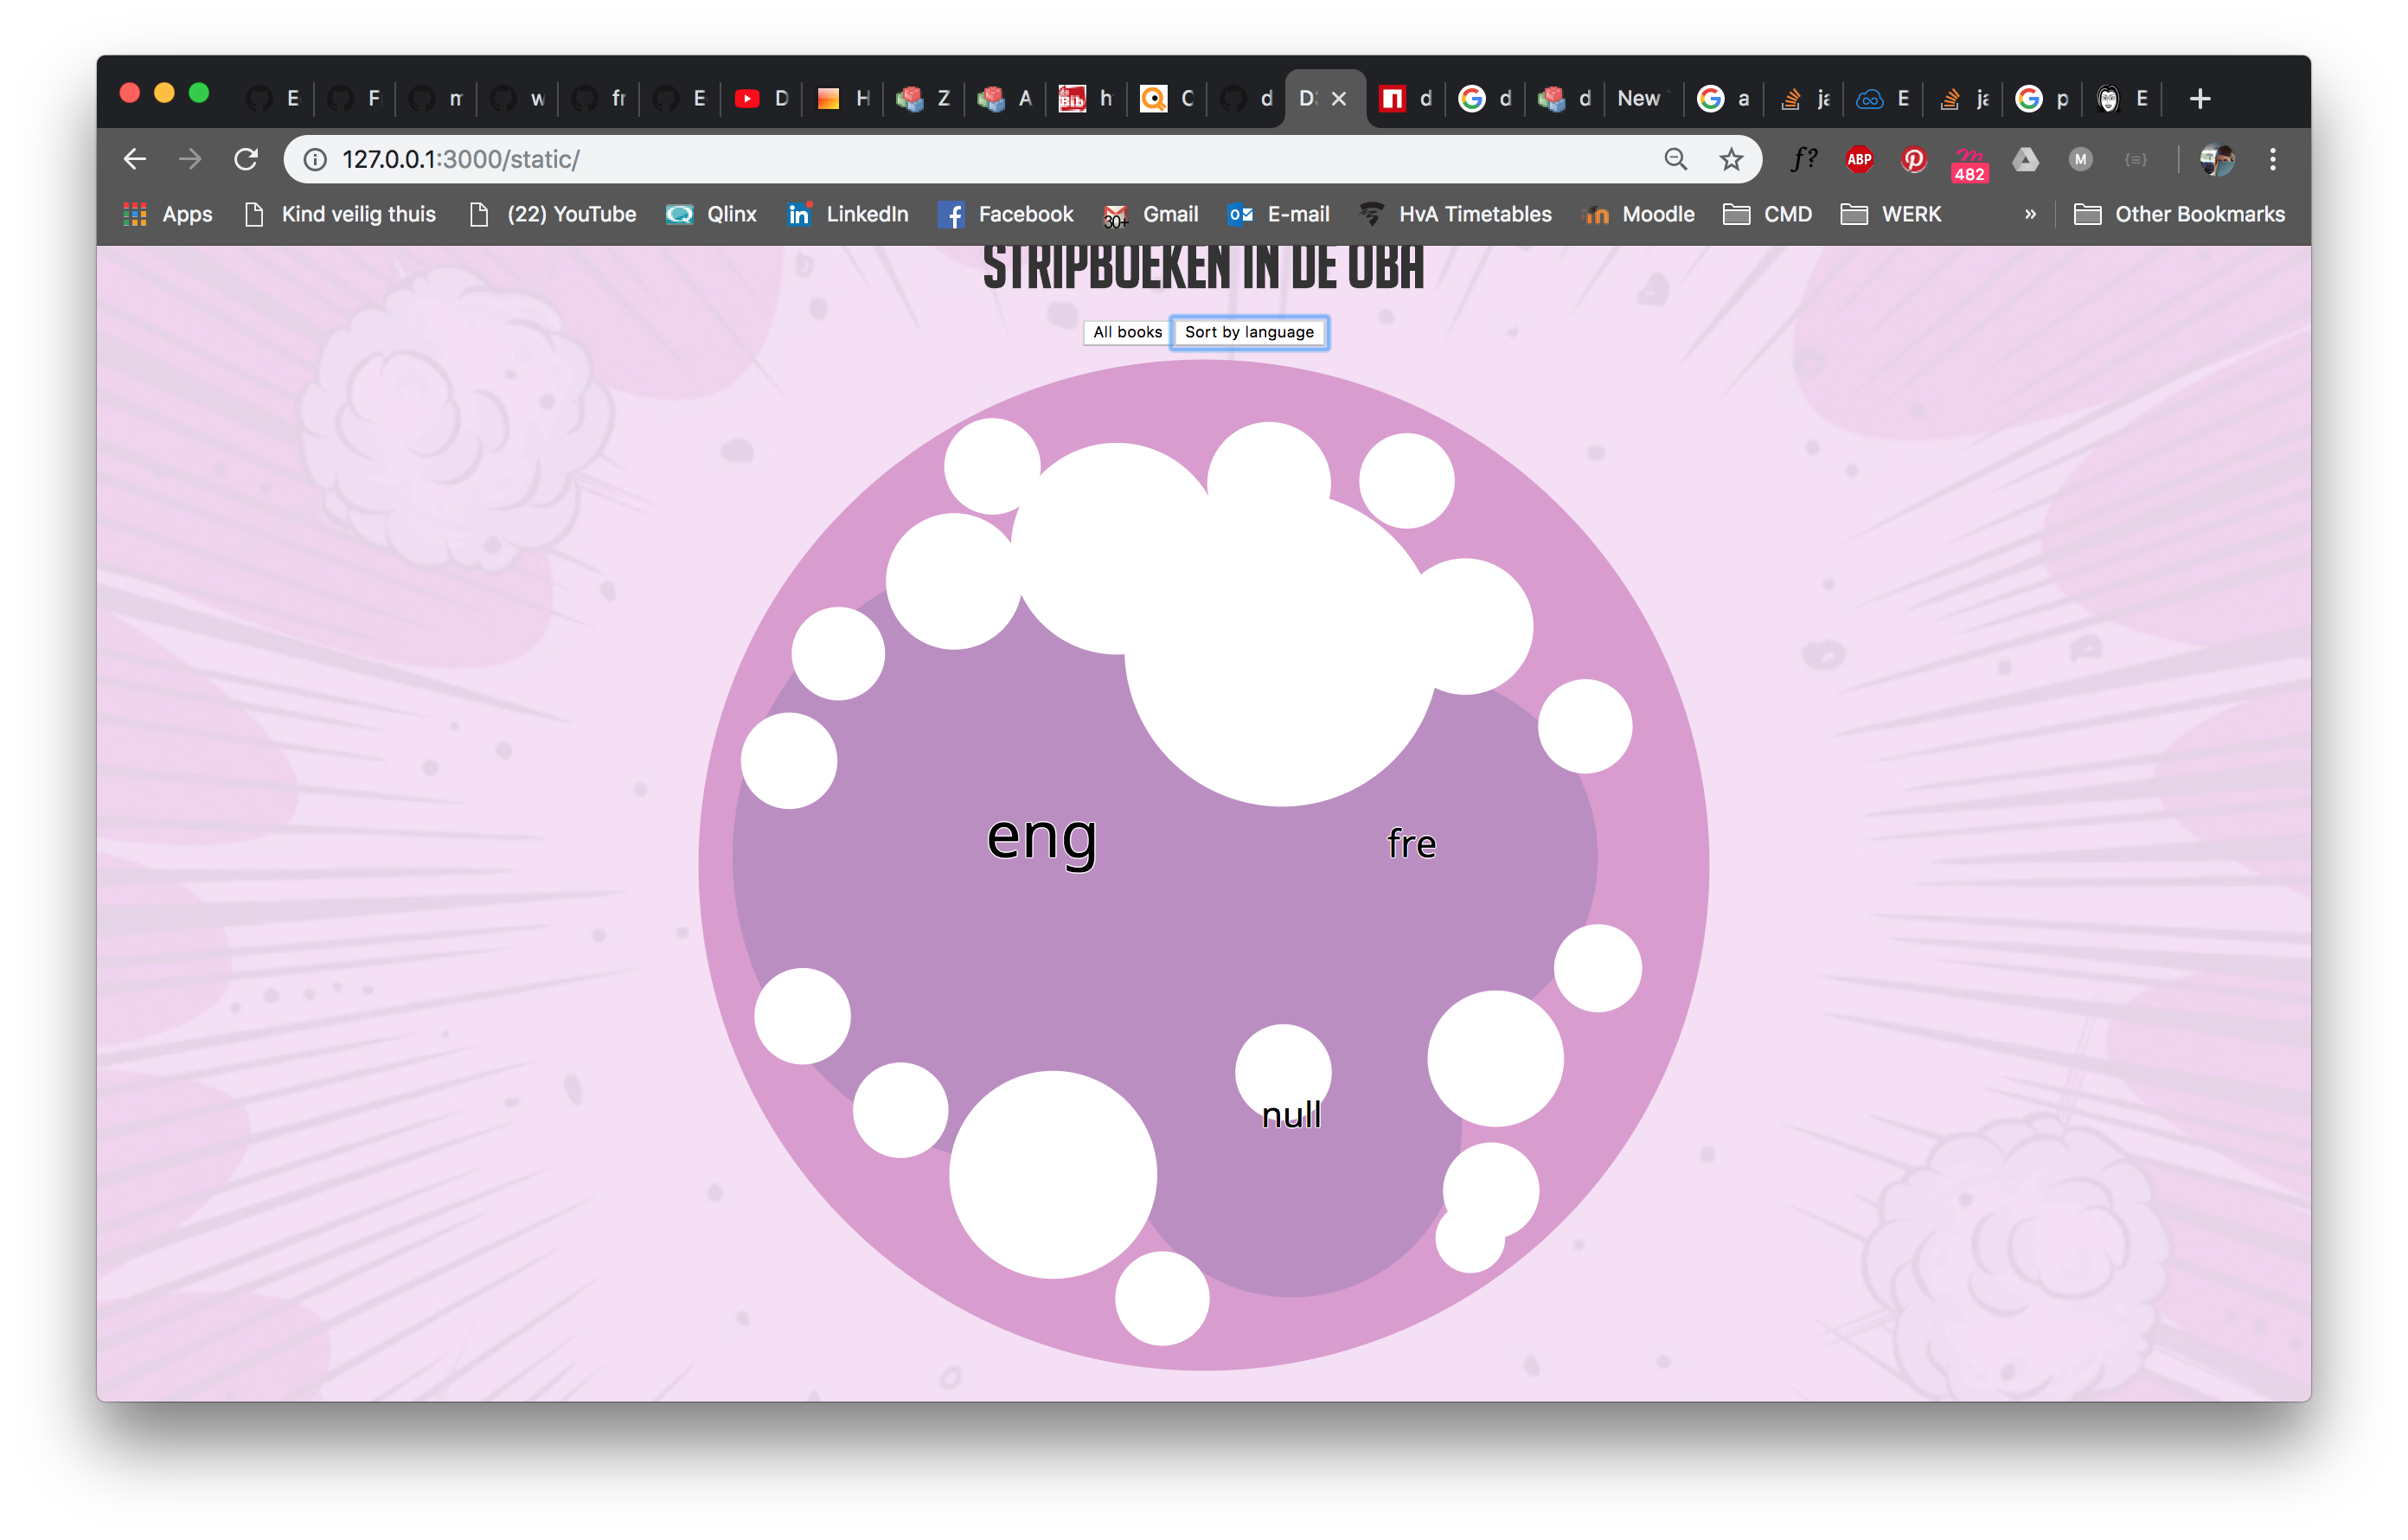 E F m w fr E D H Z A h C d D: d d d New a ja E ja p E
127.0.0.1:3000/static/
f? ABP 482 M {≡}
Apps Kind veilig thuis (22) YouTube Qlinx LinkedIn Facebook 30+ Gmail E-mail HvA Timetables Moodle CMD WERK » Other Bookmarks
STRIPBOEKEN IN DE OBA
All books Sort by language
eng
fre
null